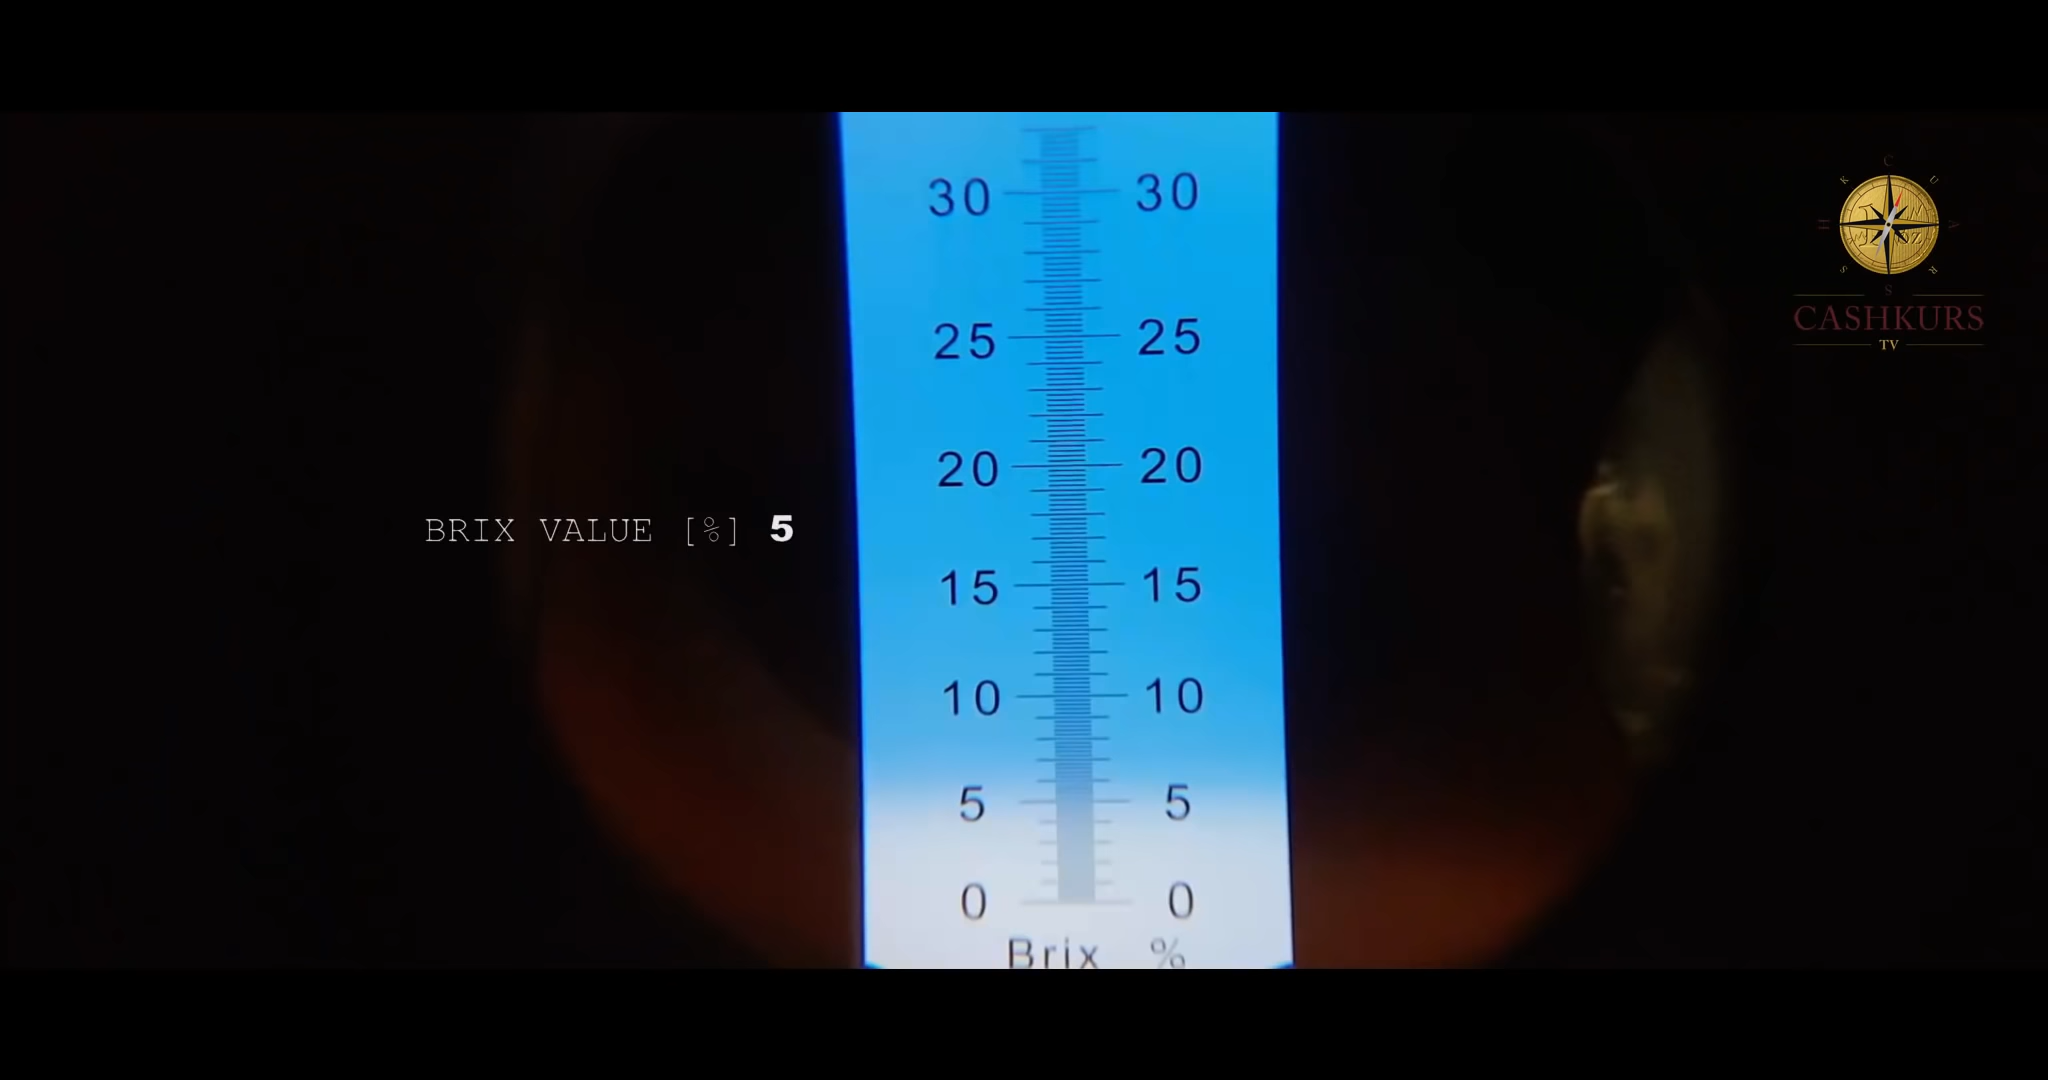 30 30
25 25
20 20
BRIX VALUE [%] 5
15 15
10 10
5 5
0 0
Brix %
C
K U
H A
S R
S
CASHKURS
TV